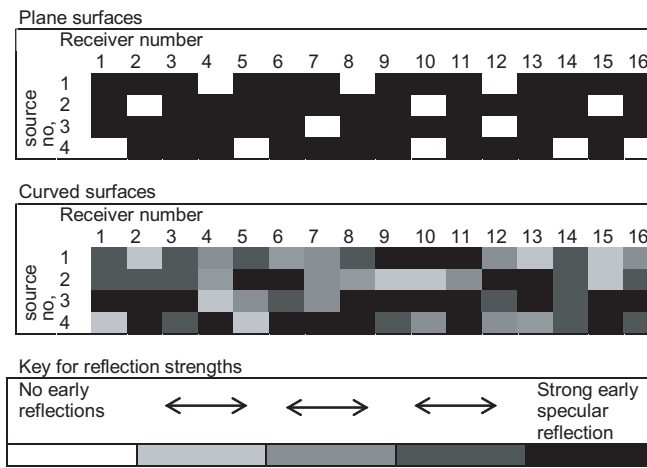 Plane surfaces
Receiver number
1 2 3 4 5 6 7 8 9 10 11 12 13 14 15 16
source no,
1
2
3
4
Curved surfaces
Receiver number
1 2 3 4 5 6 7 8 9 10 11 12 13 14 15 16
source no,
1
2
3
4
Key for reflection strengths
No early
reflections
Strong early
specular
reflection